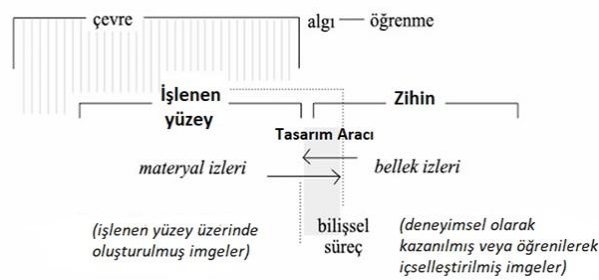 çevre algı — öğrenme
İşlenen
yüzey
Zihin
Tasarım Aracı
materyal izleri
bellek izleri
(işlenen yüzey üzerinde
oluşturulmuş imgeler)
bilişsel
süreç
(deneyimsel olarak
kazanılmış veya öğrenilerek
içselleştirilmiş imgeler)